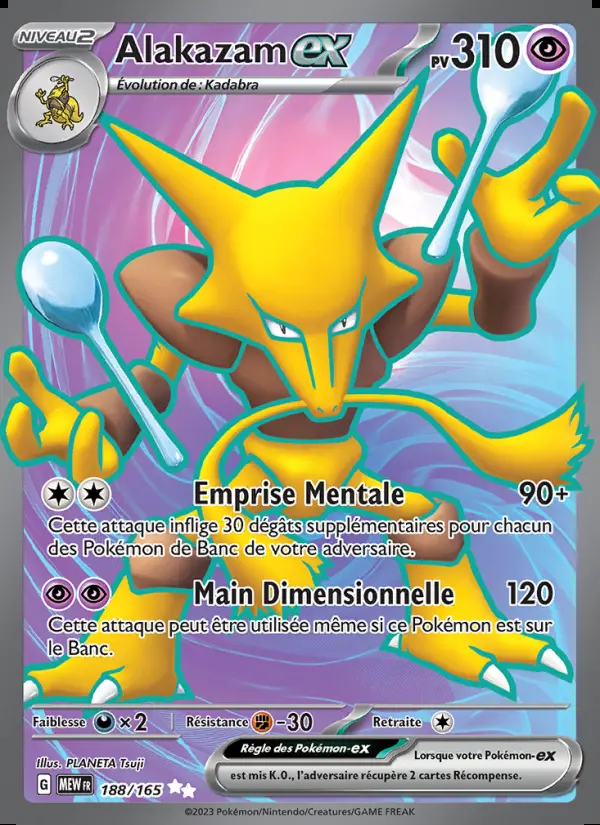 NIVEAU 2
Alakazam ex
PV 310
Évolution de : Kadabra
Emprise Mentale 90+
Cette attaque inflige 30 dégâts supplémentaires pour chacun
des Pokémon de Banc de votre adversaire.
Main Dimensionnelle 120
Cette attaque peut être utilisée même si ce Pokémon est sur
le Banc.
Faiblesse ×2 Résistance -30 Retraite
Règle des Pokémon-ex Lorsque votre Pokémon-ex
est mis K.O., l'adversaire récupère 2 cartes Récompense.
Illus. PLANETA Tsuji
G MEW FR 188/165
©2023 Pokémon/Nintendo/Creatures/GAME FREAK